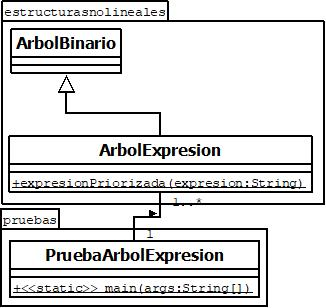 estructurasnolineales
ArbolBinario
ArbolExpresion
+expresionPriorizada(expresion:String)
1..*
pruebas
1
PruebaArbolExpresion
+<<static>> main(args:String[])